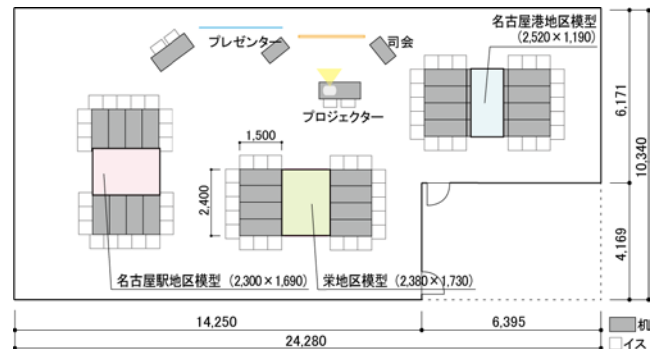 名古屋港地区模型
(2,520×1,190)
プレゼンター
司会
プロジェクター
1,500
2,400
6,171
10,340
4,169
名古屋駅地区模型(2,300×1,690)
栄地区模型(2,380×1,730)
14,250
6,395
24,280
机
イス